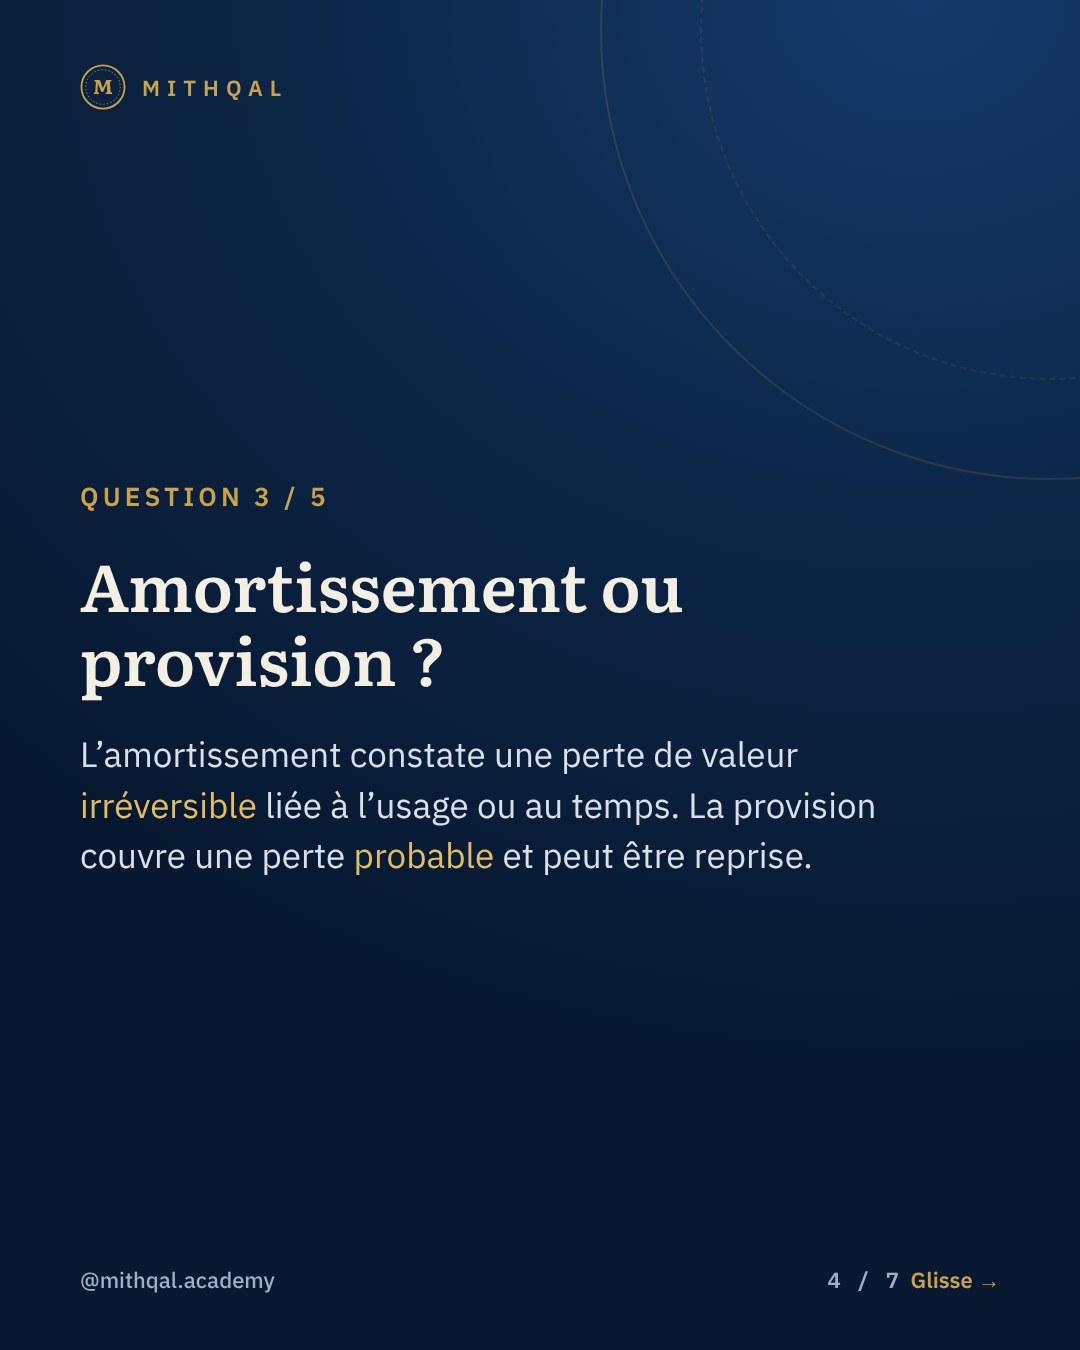 M MITHQAL
QUESTION 3 / 5
Amortissement ou
provision ?
L’amortissement constate une perte de valeur
irréversible liée à l’usage ou au temps. La provision
couvre une perte probable et peut être reprise.
@mithqal.academy
4 / 7 Glisse →